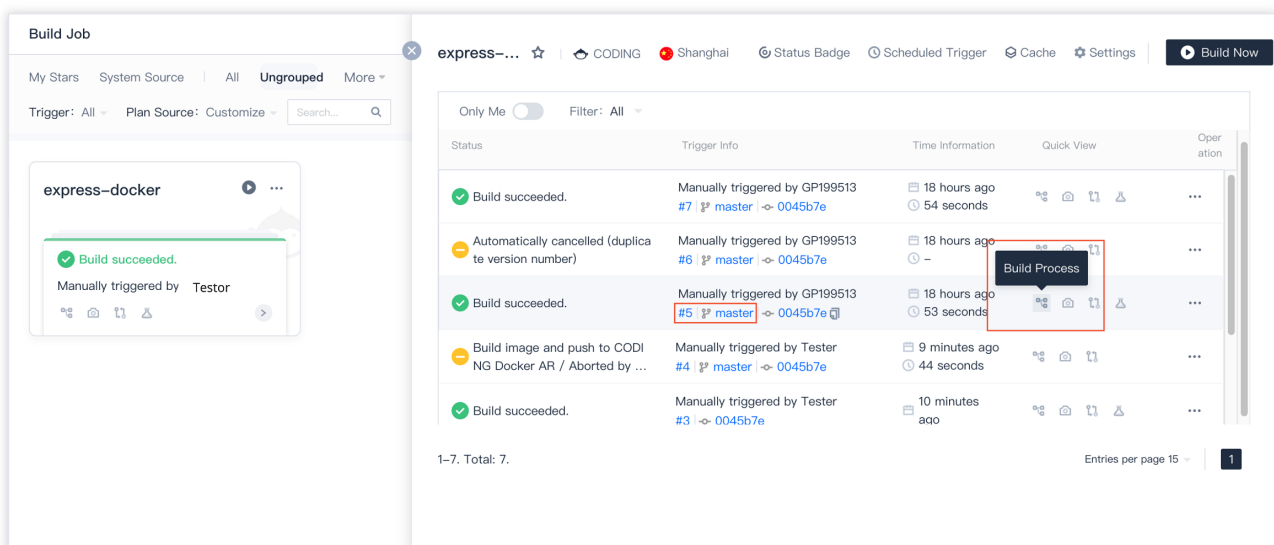 Build Job
My Stars System Source All Ungrouped More
Trigger: All Plan Source: Customize Search...
express-docker
Build succeeded.
Manually triggered by Testor
express-... CODING Shanghai Status Badge Scheduled Trigger Cache Settings Build Now
Only Me Filter: All
Status Trigger Info Time Information Quick View Oper
ation
Build succeeded. Manually triggered by GP199513 18 hours ago
#7 master 0045b7e 54 seconds
Automatically cancelled (duplica Manually triggered by GP199513 18 hours ago
te version number) #6 master 0045b7e –
Build Process
Build succeeded. Manually triggered by GP199513 18 hours ago
#5 master 0045b7e 53 seconds
Build image and push to CODI Manually triggered by Tester 9 minutes ago
NG Docker AR / Aborted by ... #4 master 0045b7e 44 seconds
Build succeeded. Manually triggered by Tester 10 minutes
#3 0045b7e ago
1-7. Total: 7. Entries per page 15 1